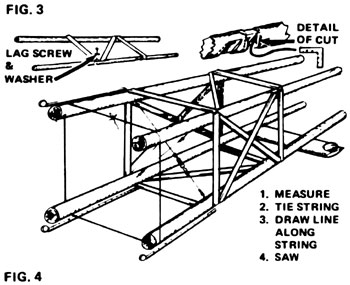 FIG. 3
DETAIL
OF CUT
LAG SCREW
&
WASHER
1. MEASURE
2. TIE STRING
3. DRAW LINE
ALONG
STRING
4. SAW
FIG. 4